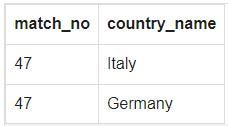 match_no country_name
47 Italy
47 Germany